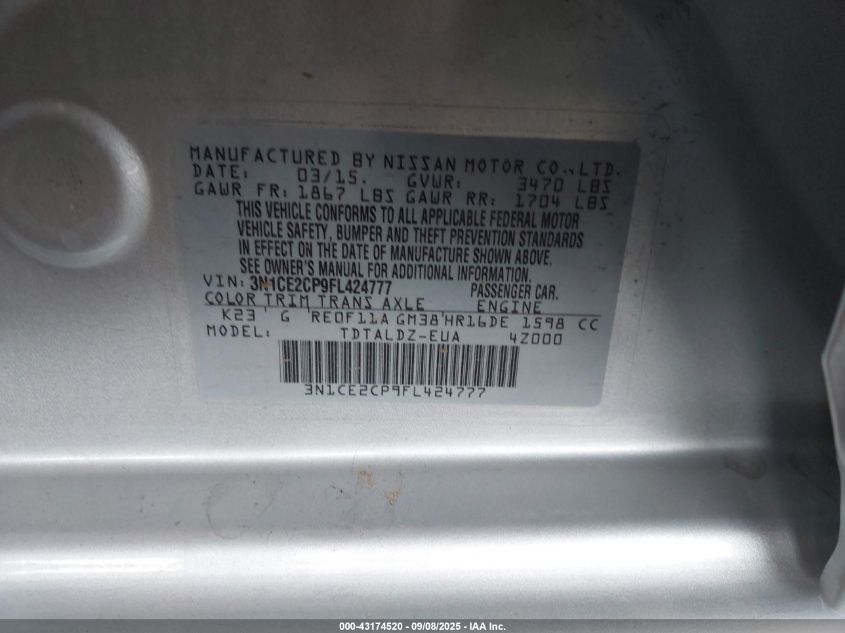 MANUFACTURED BY NISSAN MOTOR CO.,LTD.
DATE: 03/15. GVWR: 3470 LBS
GAWR FR: 1867 LBS GAWR RR: 1704 LBS
THIS VEHICLE CONFORMS TO ALL APPLICABLE FEDERAL MOTOR
VEHICLE SAFETY, BUMPER AND THEFT PREVENTION STANDARDS
IN EFFECT ON THE DATE OF MANUFACTURE SHOWN ABOVE.
SEE OWNER'S MANUAL FOR ADDITIONAL INFORMATION.
VIN: 3N1CE2CP9FL424777 PASSENGER CAR.
COLOR TRIM TRANS AXLE ENGINE
K23 G RE0F11A GM38 HR16DE 1598 CC
MODEL: TDTALDZ-EUA 4Z000
3N1CE2CP9FL424777
000-43174520 - 09/08/2025 - IAA Inc.